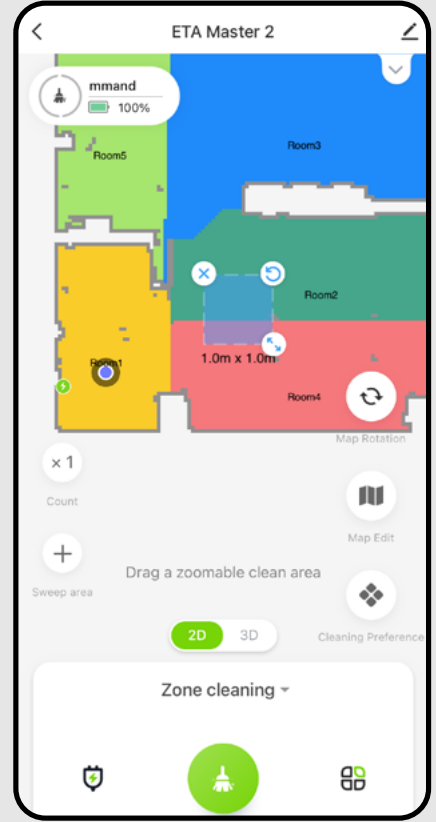 ETA Master 2
mmand
100%
Room5
Room3
Room2
Room1
1.0m x 1.0m
Room4
Map Rotation
x 1
Count
Map Edit
Drag a zoomable clean area
Sweep area
2D 3D
Cleaning Preference
Zone cleaning